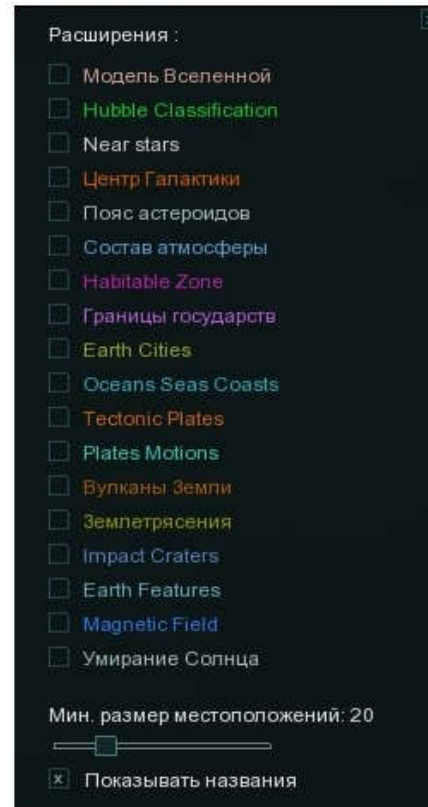 Расширения :
Модель Вселенной
Hubble Classification
Near stars
Центр Галактики
Пояс астероидов
Состав атмосферы
Habitable Zone
Границы государств
Earth Cities
Oceans Seas Coasts
Tectonic Plates
Plates Motions
Вулканы Земли
Землетрясения
Impact Craters
Earth Features
Magnetic Field
Умирание Солнца
Мин. размер местоположений: 20
x Показывать названия